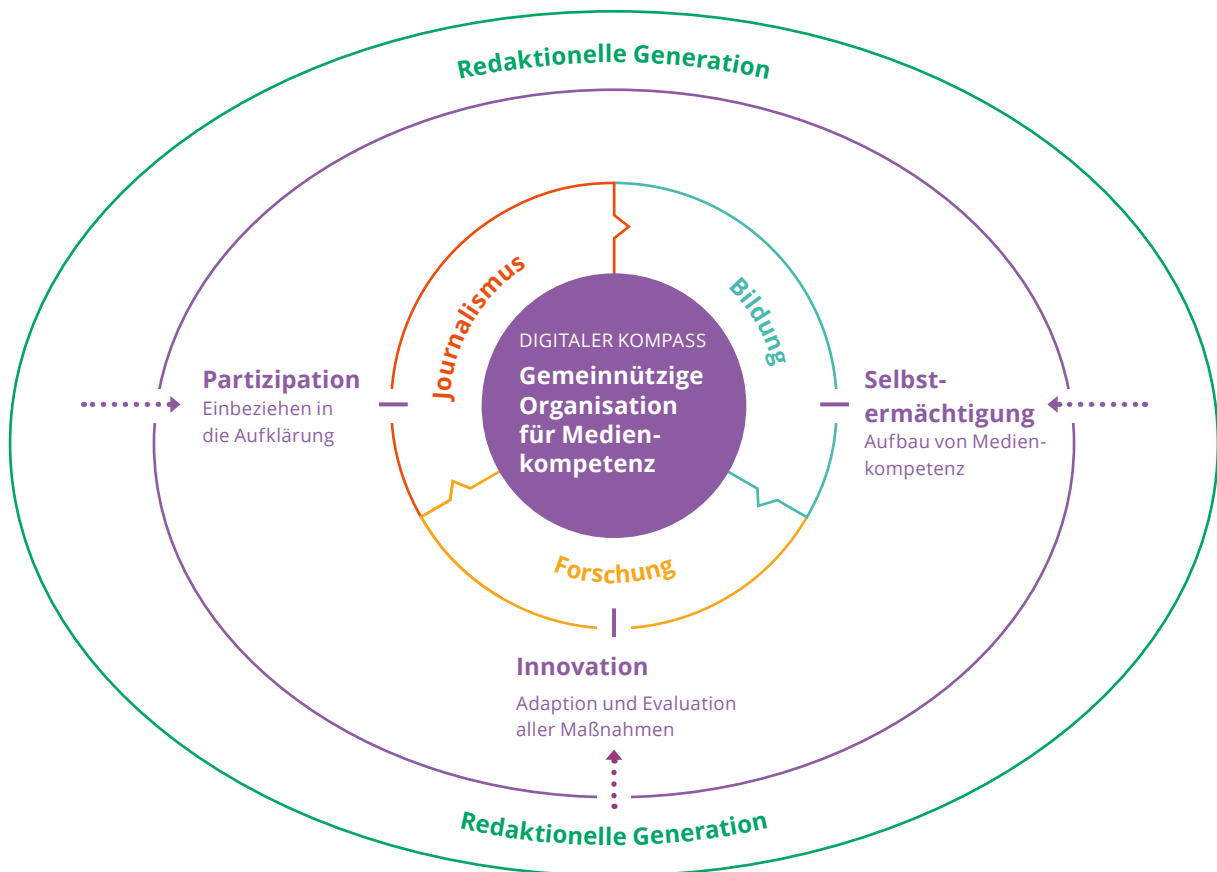 Redaktionelle Generation
Journalismus
Bildung
DIGITALER KOMPASS
Gemeinnützige
Organisation
für Medien-
kompetenz
Partizipation
Einbeziehen in
die Aufklärung
Selbst-
ermächtigung
Aufbau von Medien-
kompetenz
Forschung
Innovation
Adaption und Evaluation
aller Maßnahmen
Redaktionelle Generation